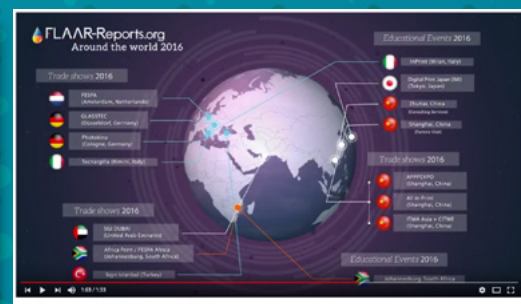 FLAAR-Reports.org
Around the world 2016
Educational Events 2016
InPrint (Milan, Italy)
Digital Print Japan
(Tokyo, Japan)
Zhuhai, China
Shanghai, China
Trade shows 2016
FESPA
(Amsterdam, Netherlands)
GLASSTEC
(Düsseldorf, Germany)
Photokina
(Cologne, Germany)
Tecnargilla (Rimini, Italy)
Trade shows 2016
APPPEXPO
(Shanghai, China)
All in Print
(Shanghai, China)
ITMA Asia + CITME
(Shanghai, China)
Trade shows 2016
SGI DUBAI
(United Arab Emirates)
Africa Print / FESPA Africa
(Johannesburg, South Africa)
Sign Istanbul (Turkey)
Educational Events 2016
Johannesburg, South Africa